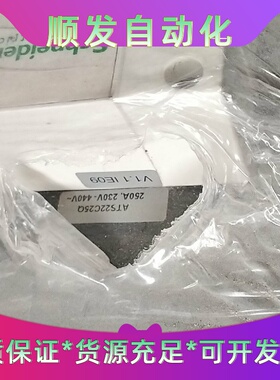 顺发自动化
Schneider
V1.1 IE09
ATS22C25Q
250A, 230V-440V~
质保证*货源充足*可开发